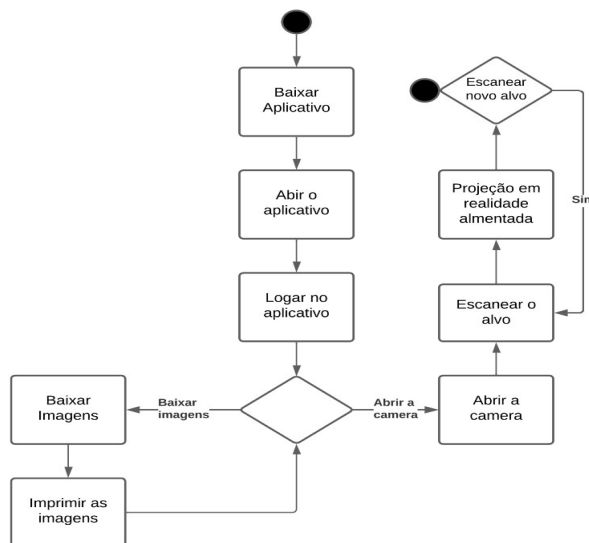 Baixar
Aplicativo
Abir o
aplicativo
Logar no
aplicativo
Baixar
imagens
Baixar
Imagens
Imprimir as
imagens
Abrir a
camera
Abrir a
camera
Escanear o
alvo
Projeção em
realidade
almentada
Escanear
novo alvo
Sim